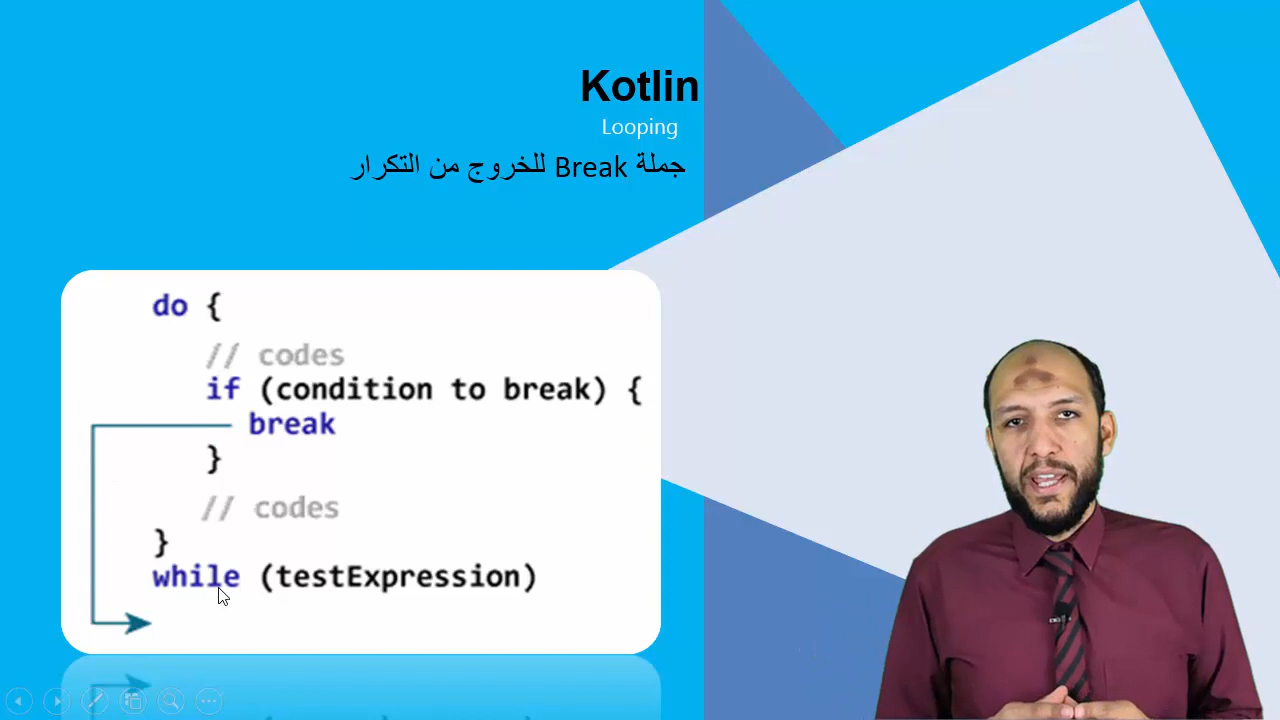 Kotlin
Looping
جملة Break للخروج من التكرار
do {
// codes
if (condition to break) {
break
}
// codes
}
while (testExpression)